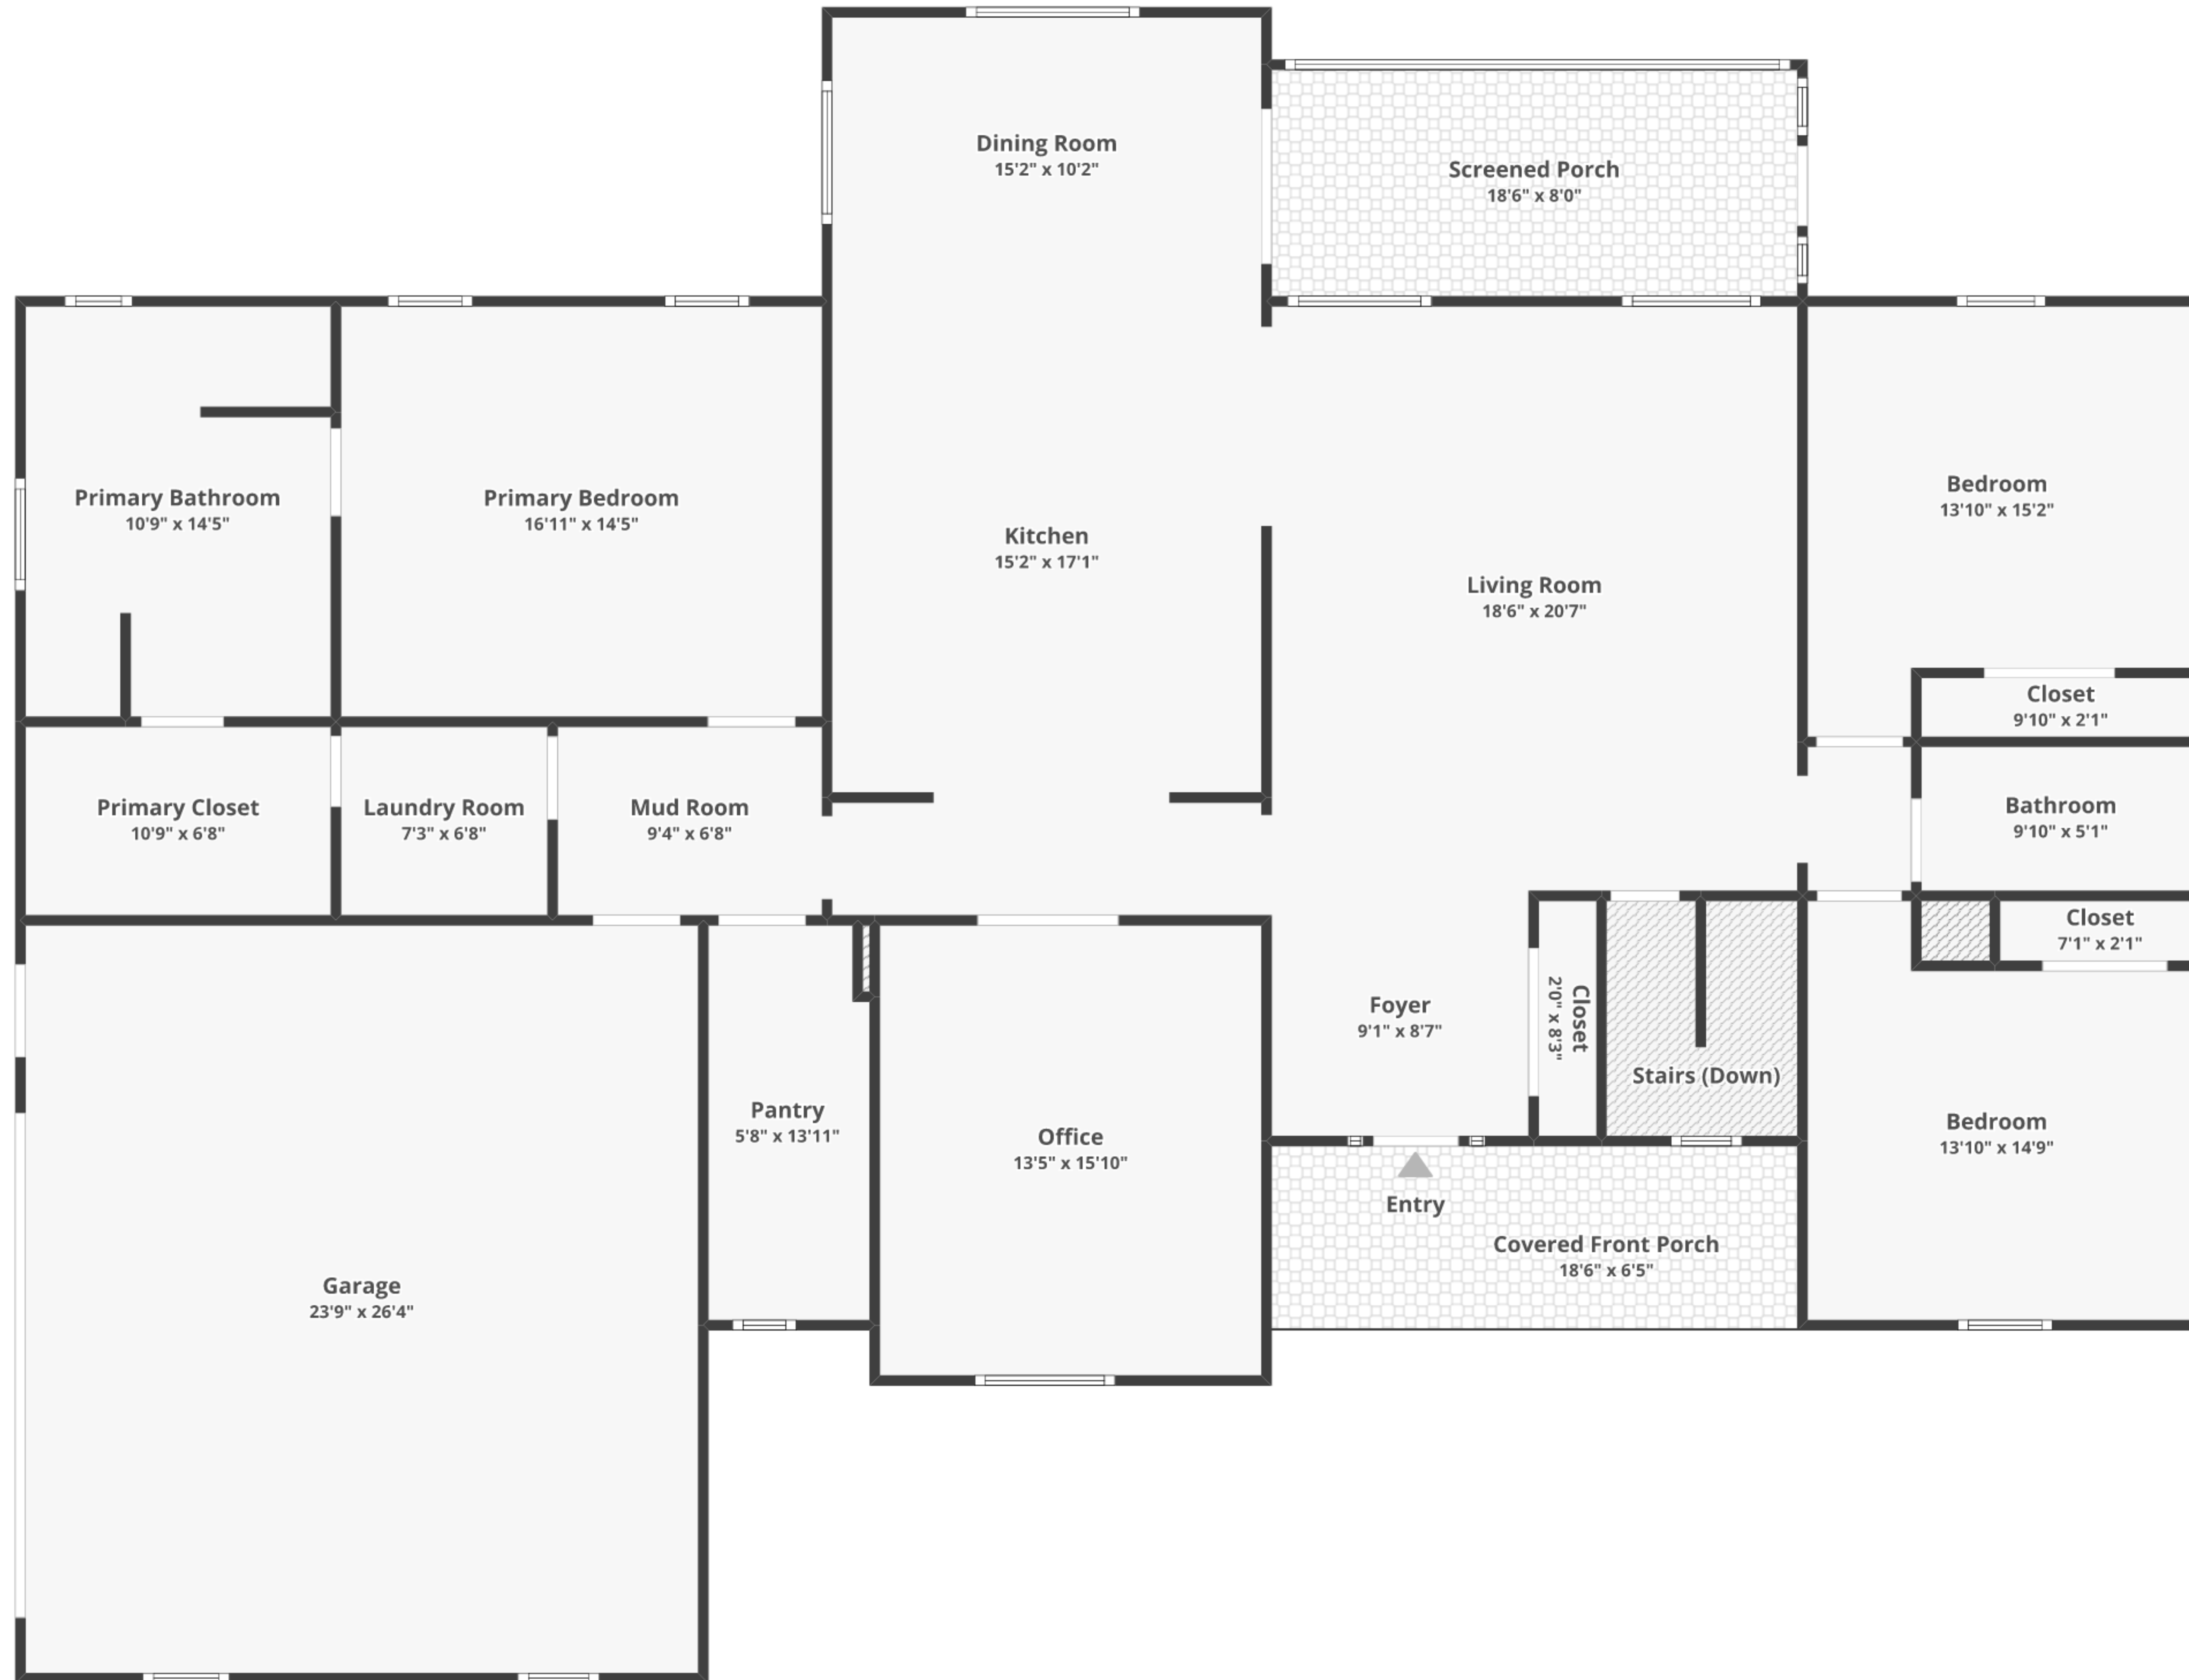 Dining Room
15'2" x 10'2"
Screened Porch
18'6" x 8'0"
Primary Bathroom
10'9" x 14'5"
Primary Bedroom
16'11" x 14'5"
Kitchen
15'2" x 17'1"
Living Room
18'6" x 20'7"
Bedroom
13'10" x 15'2"
Closet
9'10" x 2'1"
Primary Closet
10'9" x 6'8"
Laundry Room
7'3" x 6'8"
Mud Room
9'4" x 6'8"
Bathroom
9'10" x 5'1"
Closet
7'1" x 2'1"
Foyer
9'1" x 8'7"
Closet
2'0" x 8'3"
Stairs (Down)
Pantry
5'8" x 13'11"
Office
13'5" x 15'10"
Bedroom
13'10" x 14'9"
Entry
Covered Front Porch
18'6" x 6'5"
Garage
23'9" x 26'4"